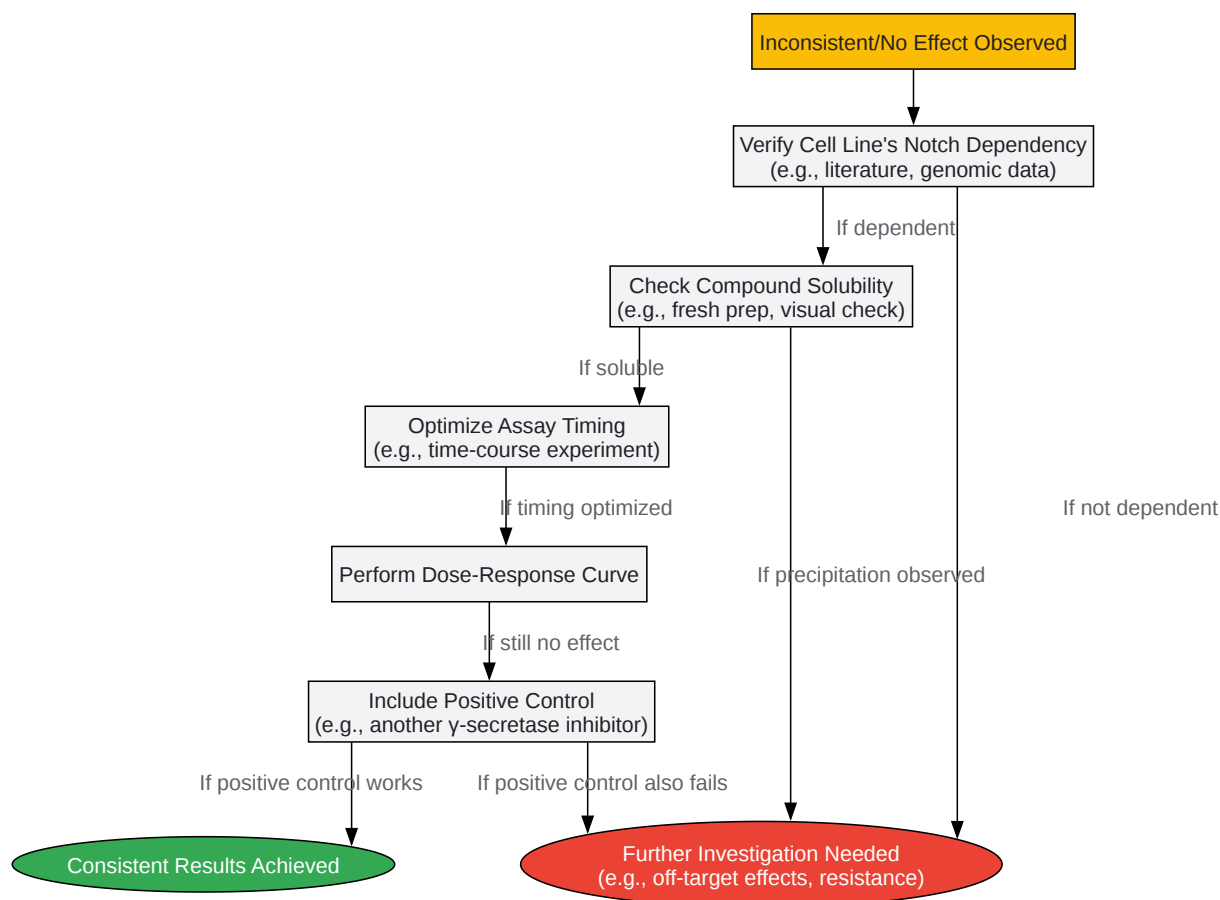 Inconsistent/No Effect Observed
Verify Cell Line's Notch Dependency
(e.g., literature, genomic data)
If dependent
Check Compound Solubility
(e.g., fresh prep, visual check)
If soluble
Optimize Assay Timing
(e.g., time-course experiment)
If timing optimized
If not dependent
Perform Dose-Response Curve
If precipitation observed
If still no effect
Include Positive Control
(e.g., another γ-secretase inhibitor)
If positive control works
If positive control also fails
Consistent Results Achieved
Further Investigation Needed
(e.g., off-target effects, resistance)